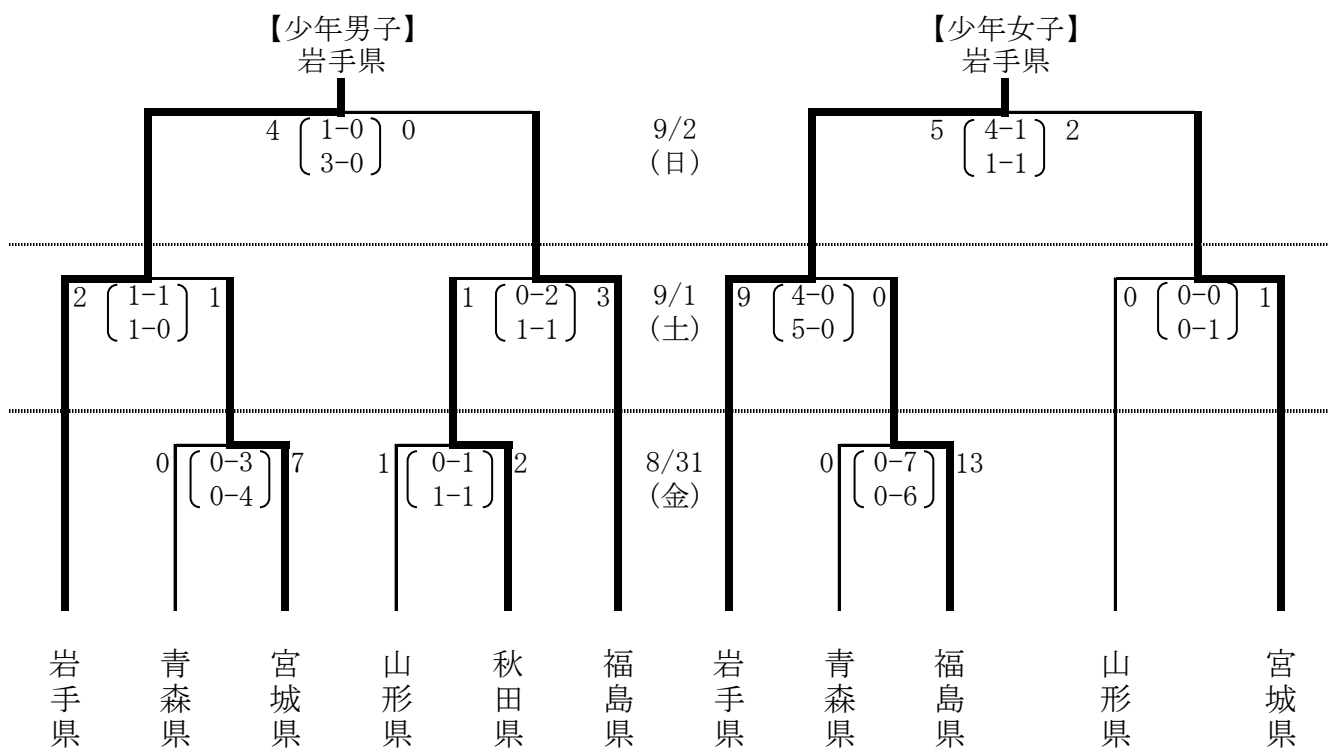 【少年男子】
岩手県
【少年女子】
岩手県
4 1-0 0
3-0
9/2
(日)
5 4-1 2
1-1
2 1-1 1
1-0
1 0-2 3
1-1
9/1
(土)
9 4-0 0
5-0
0 0-0 1
0-1
0 0-3 7
0-4
1 0-1 2
1-1
8/31
(金)
0 0-7 13
0-6
岩手県
青森県
宮城県
山形県
秋田県
福島県
岩手県
青森県
福島県
山形県
宮城県